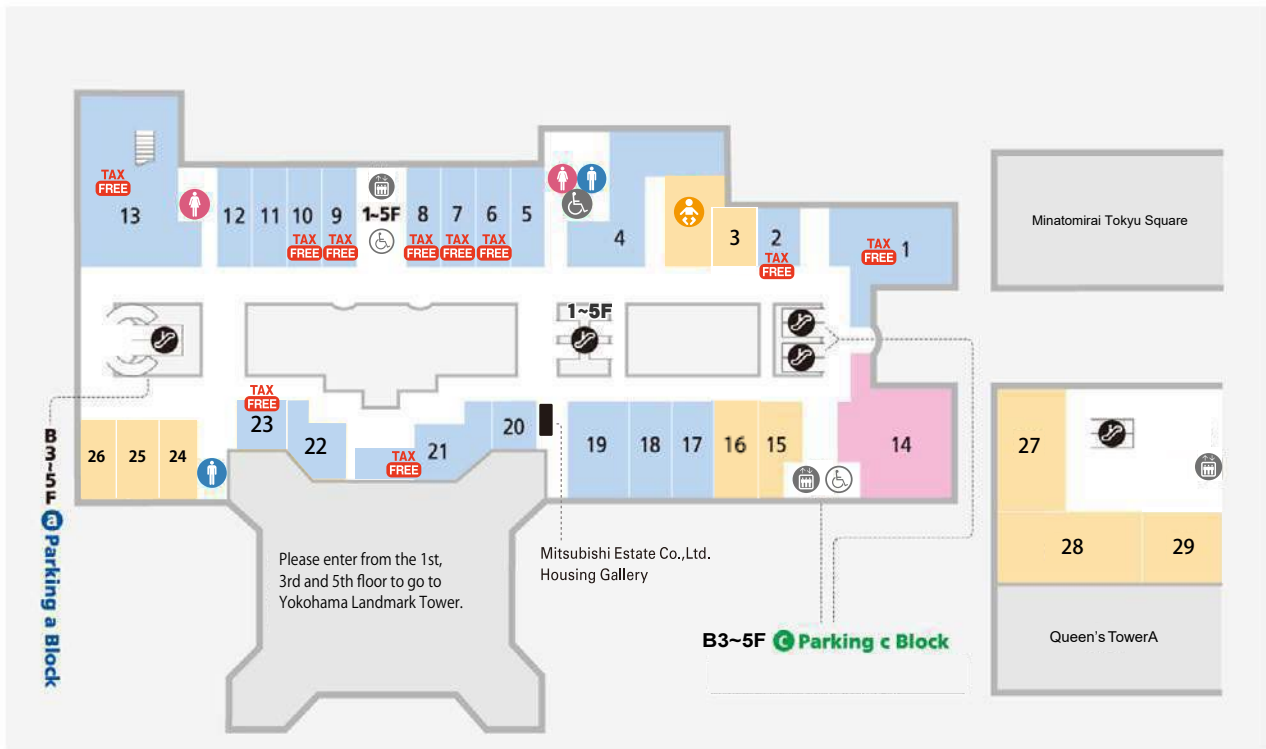 TAX
FREE
13
12
11
10
TAX
FREE
9
TAX
FREE
1~5F
8
TAX
FREE
7
TAX
FREE
6
TAX
FREE
5
4
3
2
TAX
FREE
TAX
FREE
1
Minatomirai Tokyu Square
1~5F
TAX
FREE
23
22
TAX
FREE
21
20
19
18
17
16
15
14
26
25
24
27
28
29
B3~5F a Parking a Block
Please enter from the 1st,
3rd and 5th floor to go to
Yokohama Landmark Tower.
Mitsubishi Estate Co.,Ltd.
Housing Gallery
B3~5F C Parking c Block
Queen's TowerA